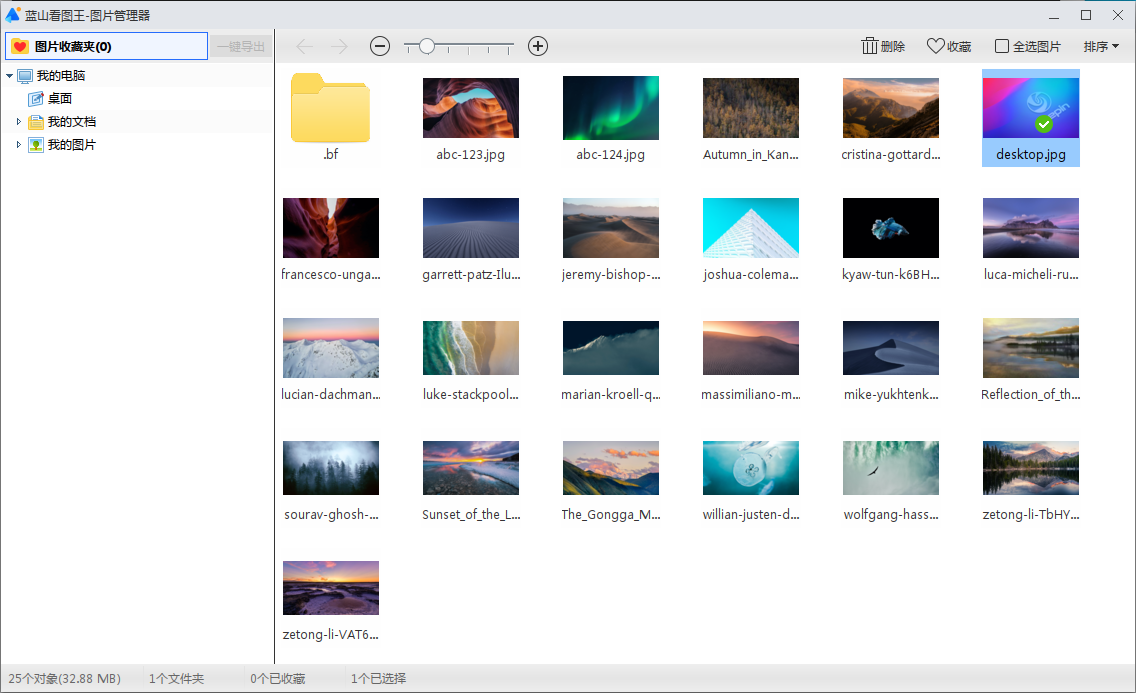 蓝山看图王-图片管理器
图片收藏夹(0)
一键导出
删除
收藏
全选图片
排序
我的电脑
桌面
我的文档
我的图片
.bf
abc-123.jpg
abc-124.jpg
Autumn_in_Kan...
cristina-gottard...
desktop.jpg
francesco-unga...
garrett-patz-Ilu...
jeremy-bishop-...
joshua-colema...
kyaw-tun-k6BH...
luca-micheli-ru...
lucian-dachman...
luke-stackpool...
marian-kroell-q...
massimiliano-m...
mike-yukhtenk...
Reflection_of_th...
sourav-ghosh-...
Sunset_of_the_L...
The_Gongga_M...
willian-justen-d...
wolfgang-hass...
zetong-li-TbHY...
zetong-li-VAT6...
25个对象(32.88 MB)
1个文件夹
0个已收藏
1个已选择